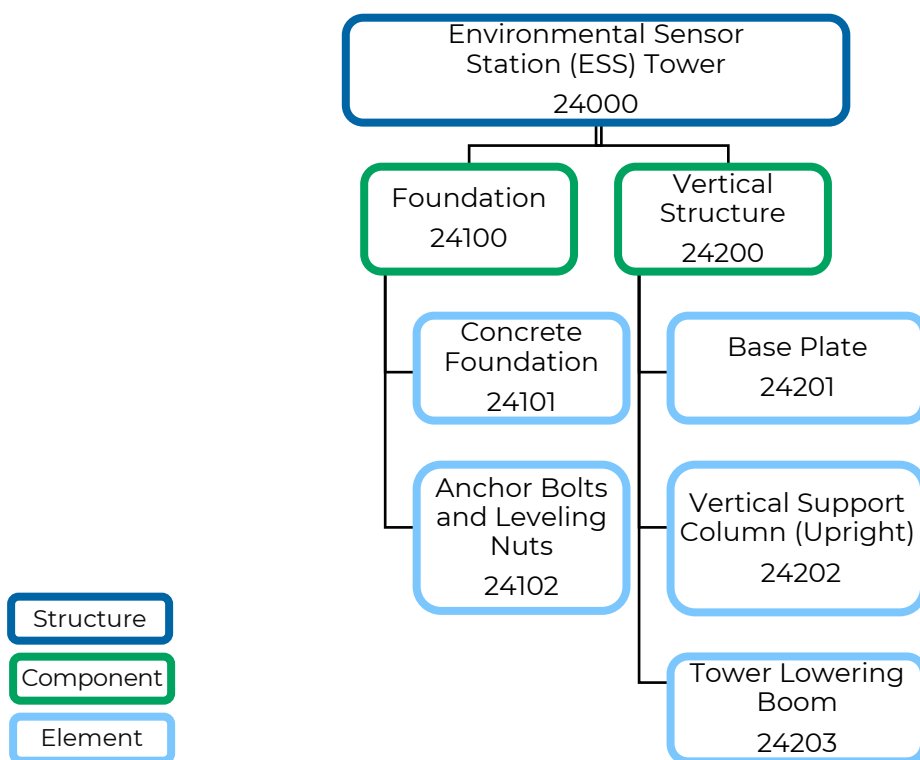 Environmental Sensor
Station (ESS) Tower
24000
Foundation
24100
Vertical
Structure
24200
Concrete
Foundation
24101
Base Plate
24201
Anchor Bolts
and Leveling
Nuts
24102
Vertical Support
Column (Upright)
24202
Tower Lowering
Boom
24203
Structure
Component
Element